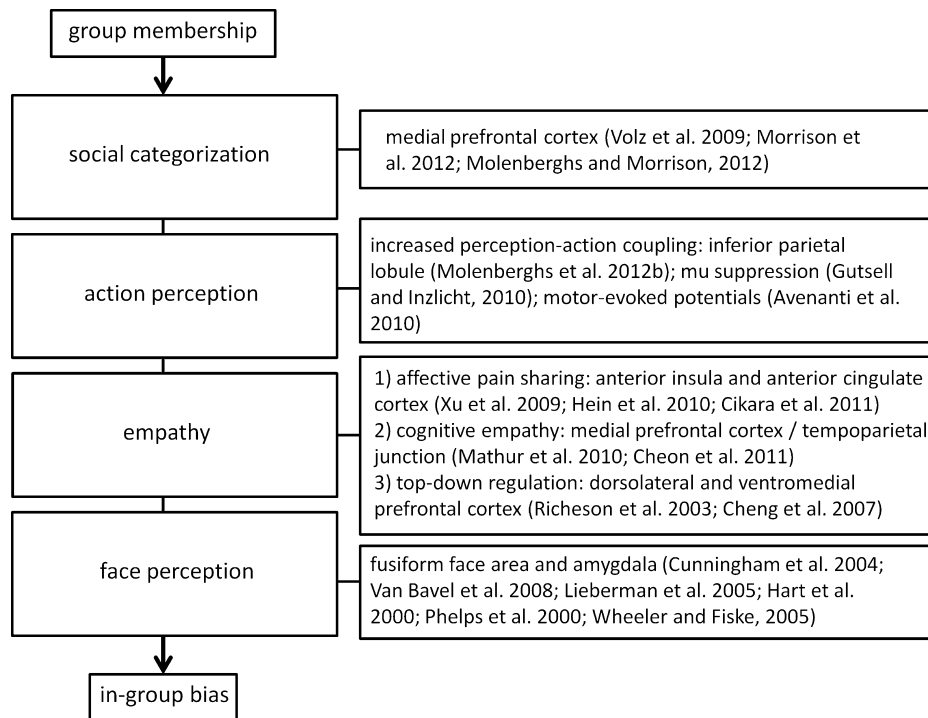 group membership
social categorization
medial prefrontal cortex (Volz et al. 2009; Morrison et
al. 2012; Molenberghs and Morrison, 2012)
action perception
increased perception-action coupling: inferior parietal
lobule (Molenberghs et al. 2012b); mu suppression (Gutsell
and Inzlicht, 2010); motor-evoked potentials (Avenanti et al.
2010)
empathy
1) affective pain sharing: anterior insula and anterior cingulate
cortex (Xu et al. 2009; Hein et al. 2010; Cikara et al. 2011)
2) cognitive empathy: medial prefrontal cortex / tempoparietal
junction (Mathur et al. 2010; Cheon et al. 2011)
3) top-down regulation: dorsolateral and ventromedial
prefrontal cortex (Richeson et al. 2003; Cheng et al. 2007)
face perception
fusiform face area and amygdala (Cunningham et al. 2004;
Van Bavel et al. 2008; Lieberman et al. 2005; Hart et al.
2000; Phelps et al. 2000; Wheeler and Fiske, 2005)
in-group bias